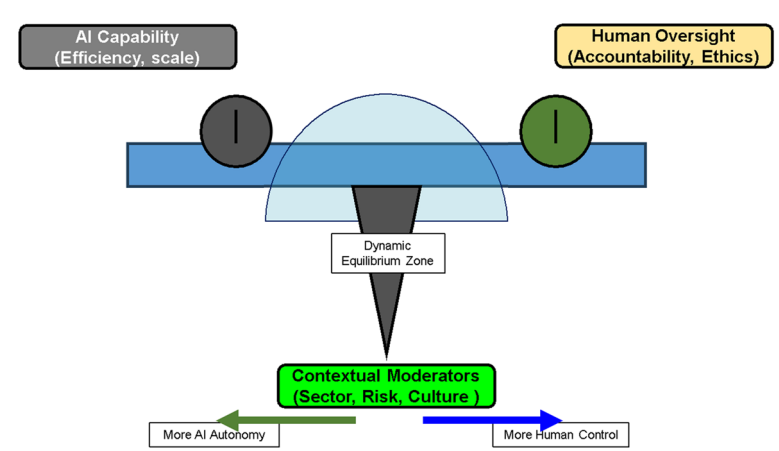 AI Capability
(Efficiency, scale)
Human Oversight
(Accountability, Ethics)
Dynamic
Equilibrium Zone
Contextual Moderators
(Sector, Risk, Culture )
More AI Autonomy
More Human Control